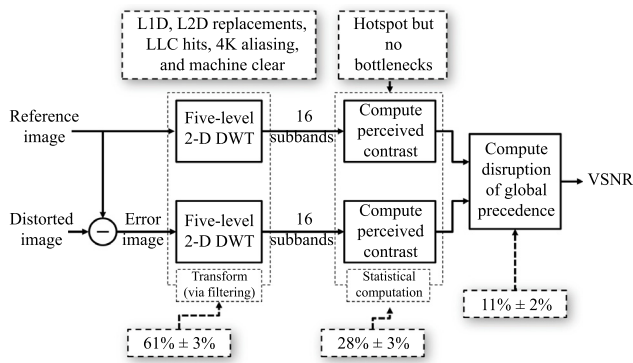 L1D, L2D replacements,
LLC hits, 4K aliasing,
and machine clear
Hotspot but
no
bottlenecks
Reference
image
Five-level
2-D DWT
16
subbands
Compute
perceived
contrast
Compute
disruption
of global
precedence
VSNR
Distorted
image
−
Error
image
Five-level
2-D DWT
16
subbands
Compute
perceived
contrast
Transform
(via filtering)
Statistical
computation
61% ± 3%
28% ± 3%
11% ± 2%